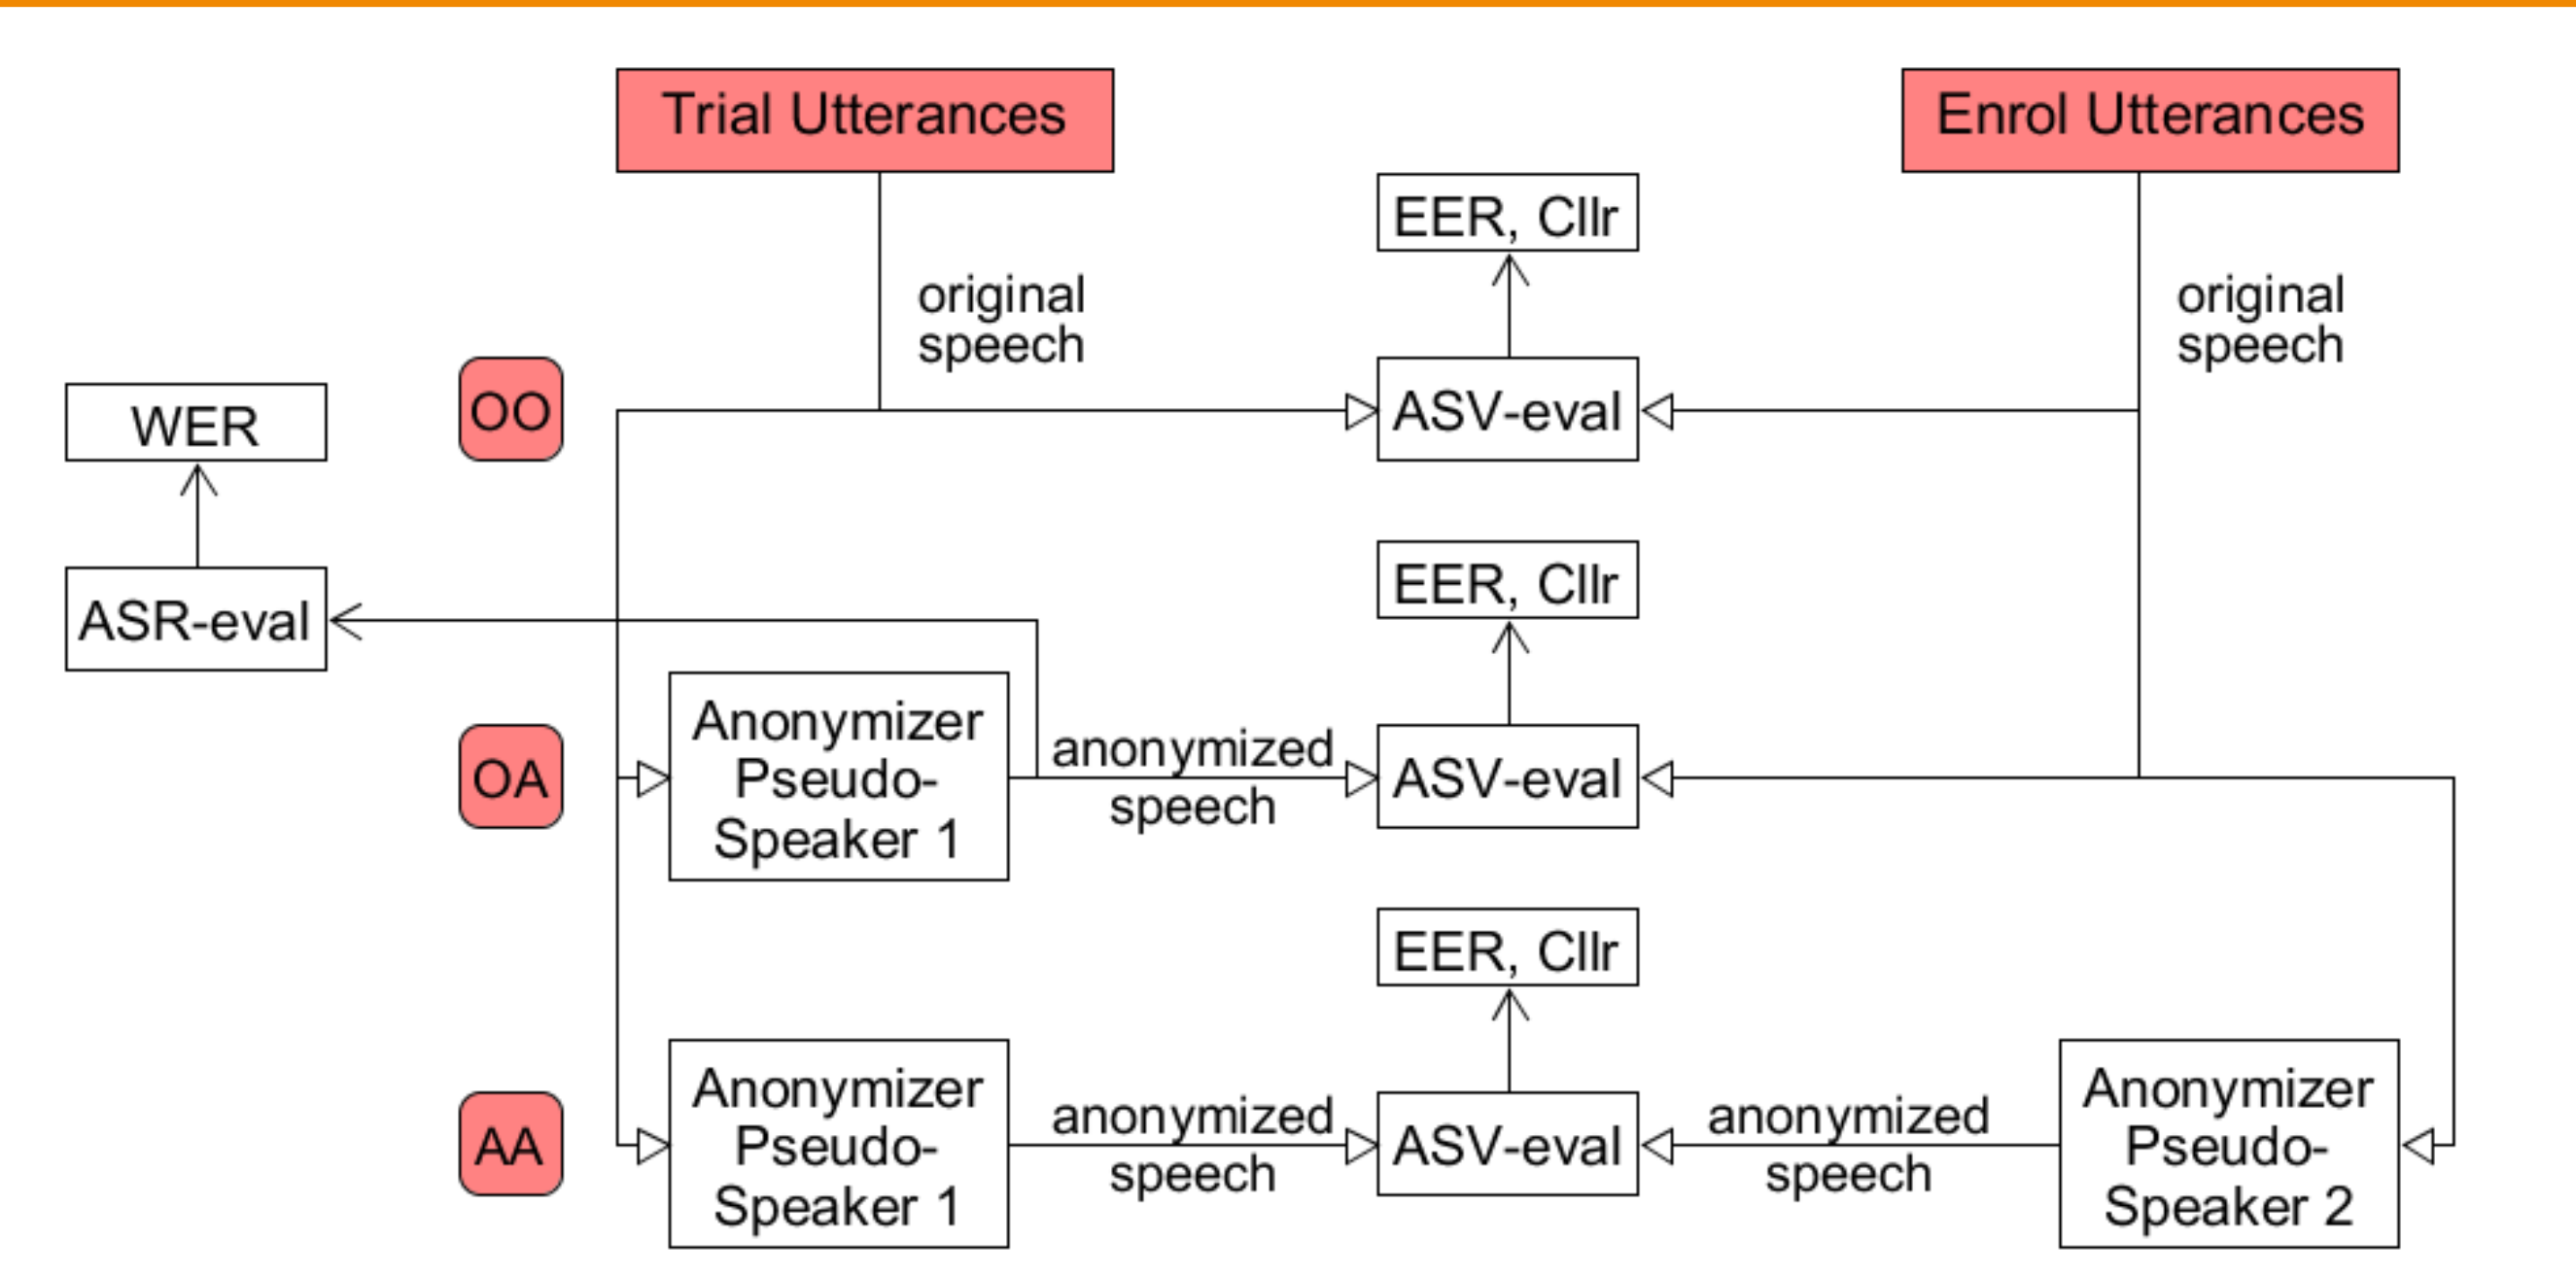 Trial Utterances
Enrol Utterances
EER, Cllr
original
speech
original
speech
OO
ASV-eval
WER
EER, Cllr
ASR-eval
OA
Anonymizer
Pseudo-
Speaker 1
anonymized
speech
ASV-eval
EER, Cllr
AA
Anonymizer
Pseudo-
Speaker 1
anonymized
speech
ASV-eval
anonymized
speech
Anonymizer
Pseudo-
Speaker 2